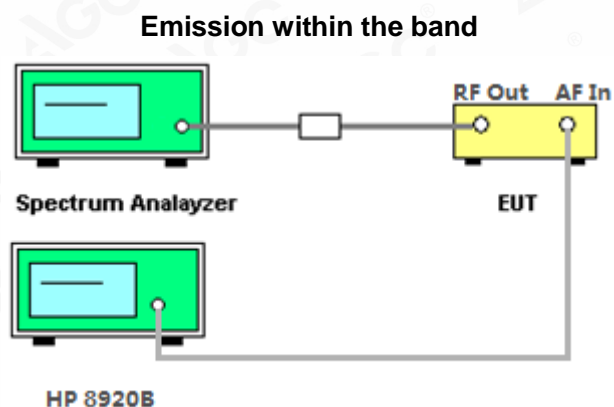 Emission within the band
RF Out AF In
Spectrum Analayzer
EUT
HP 8920B